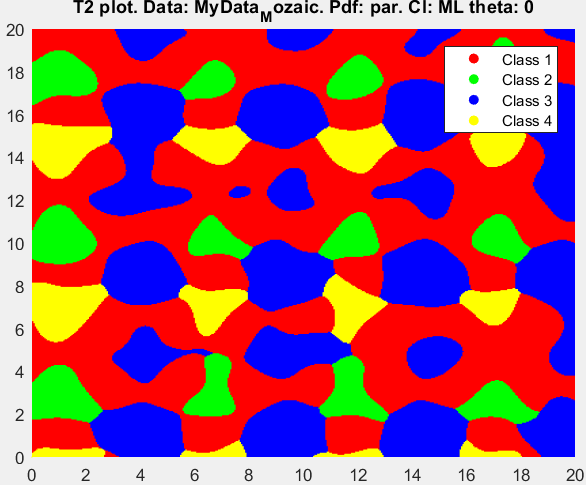 T2 plot. Data: MyData_Mozaic. Pdf: par. Cl: ML theta: 0
20
Class 1
18
Class 2
Class 3
16
Class 4
14
12
10
8
6
4
2
0
0 2 4 6 8 10 12 14 16 18 20